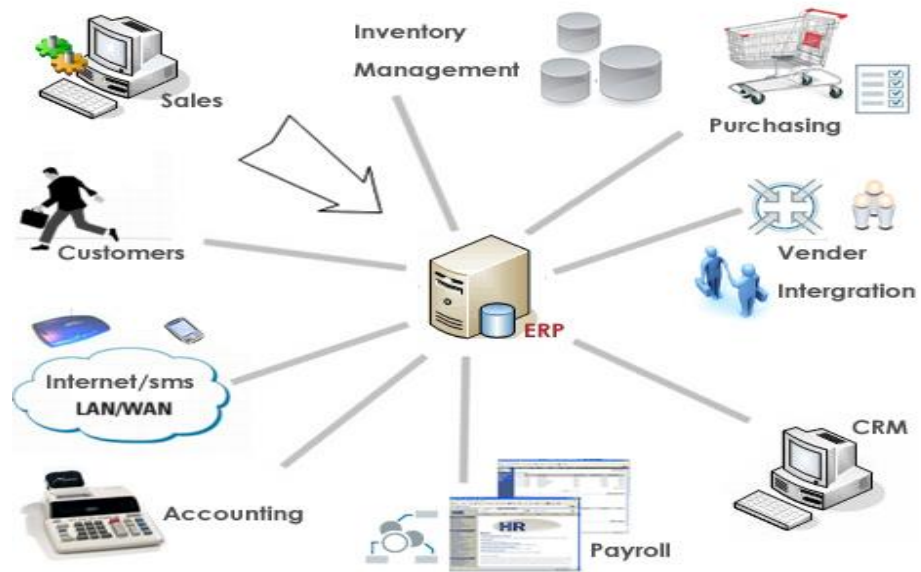 Sales
Inventory
Management
Purchasing
Customers
Vender
Intergration
ERP
Internet/sms
LAN/WAN
CRM
Accounting
HR
Payroll